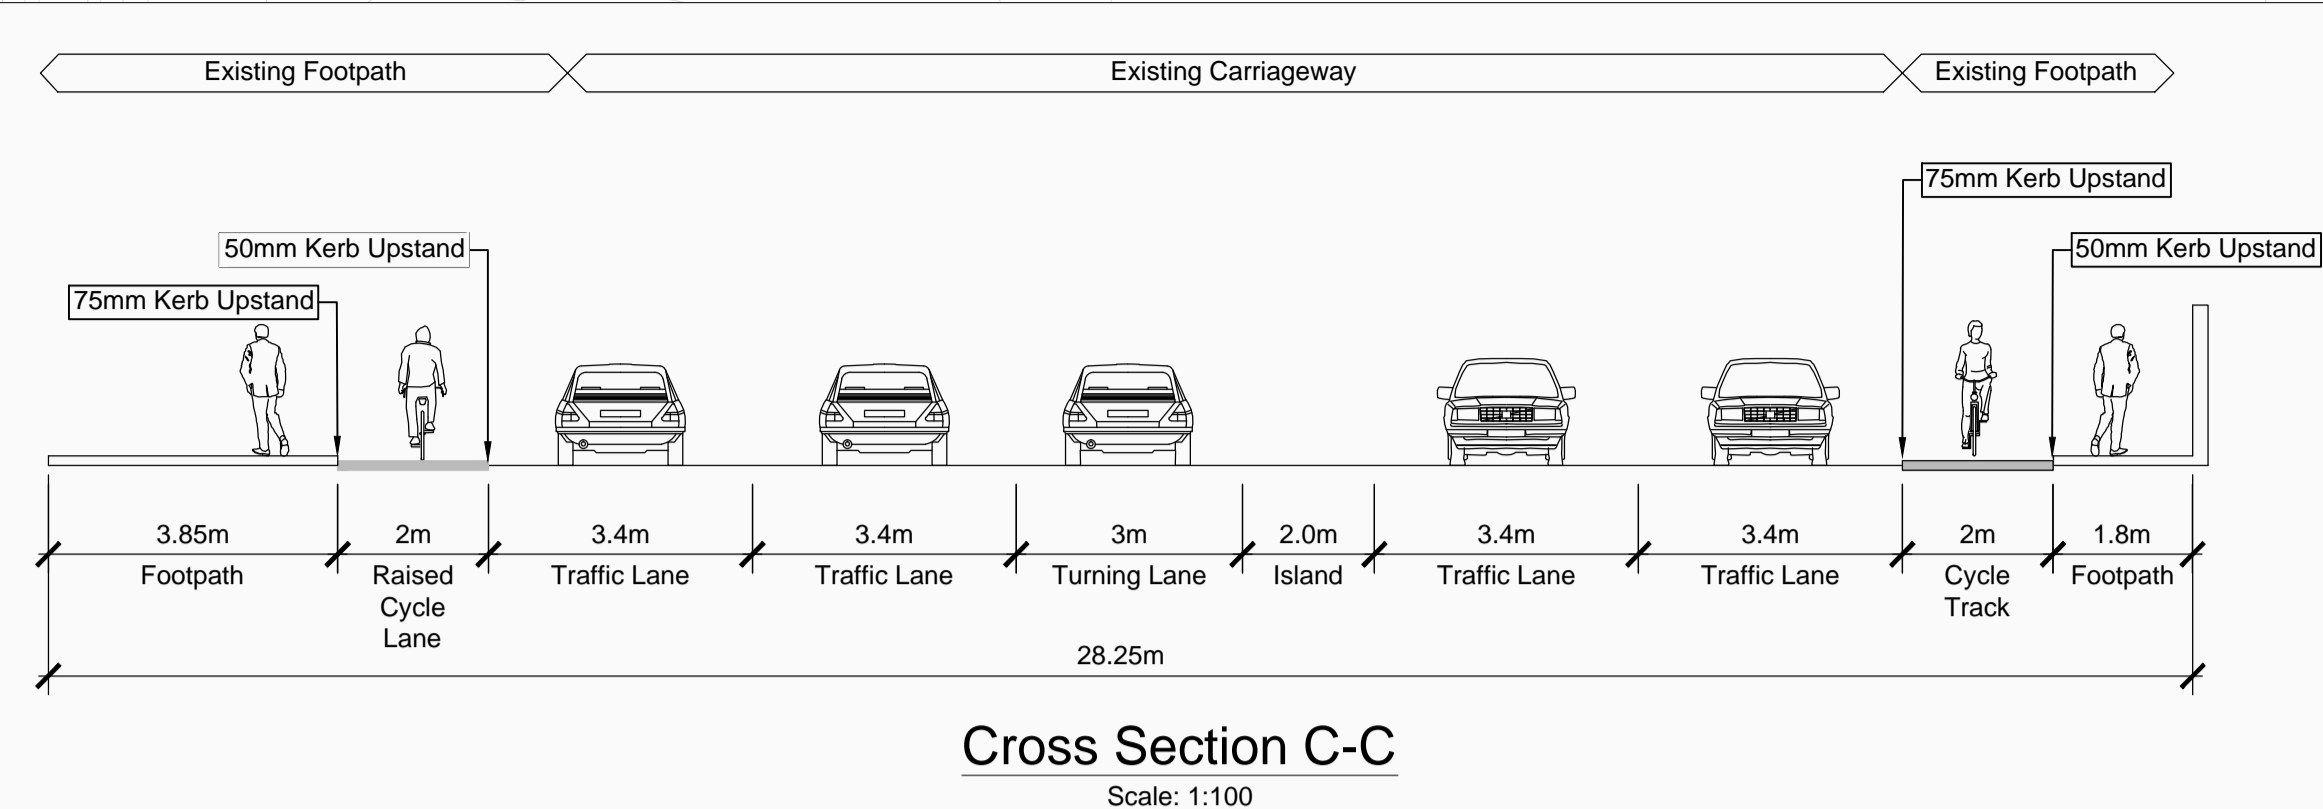 Existing Footpath
Existing Carriageway
Existing Footpath
75mm Kerb Upstand
50mm Kerb Upstand
50mm Kerb Upstand
75mm Kerb Upstand
3.85m
2m
3.4m
3.4m
3m
2.0m
3.4m
3.4m
2m
1.8m
Footpath
Raised
Cycle
Lane
Traffic Lane
Traffic Lane
Turning Lane
Island
Traffic Lane
Traffic Lane
Cycle
Track
Footpath
28.25m
Cross Section C-C
Scale: 1:100